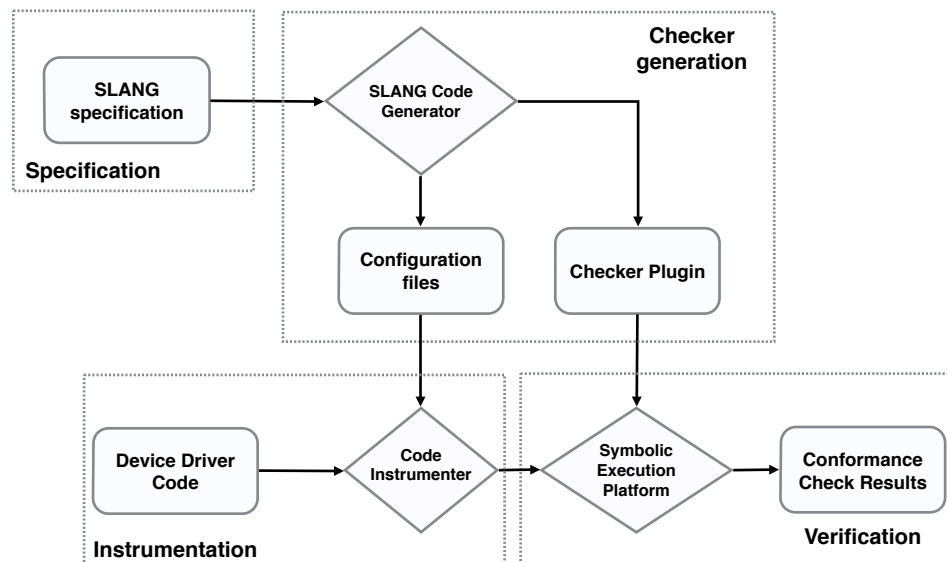 Checker
generation
SLANG
specification
SLANG Code
Generator
Specification
Configuration
files
Checker Plugin
Device Driver
Code
Code
Instrumenter
Symbolic
Execution
Platform
Conformance
Check Results
Instrumentation
Verification